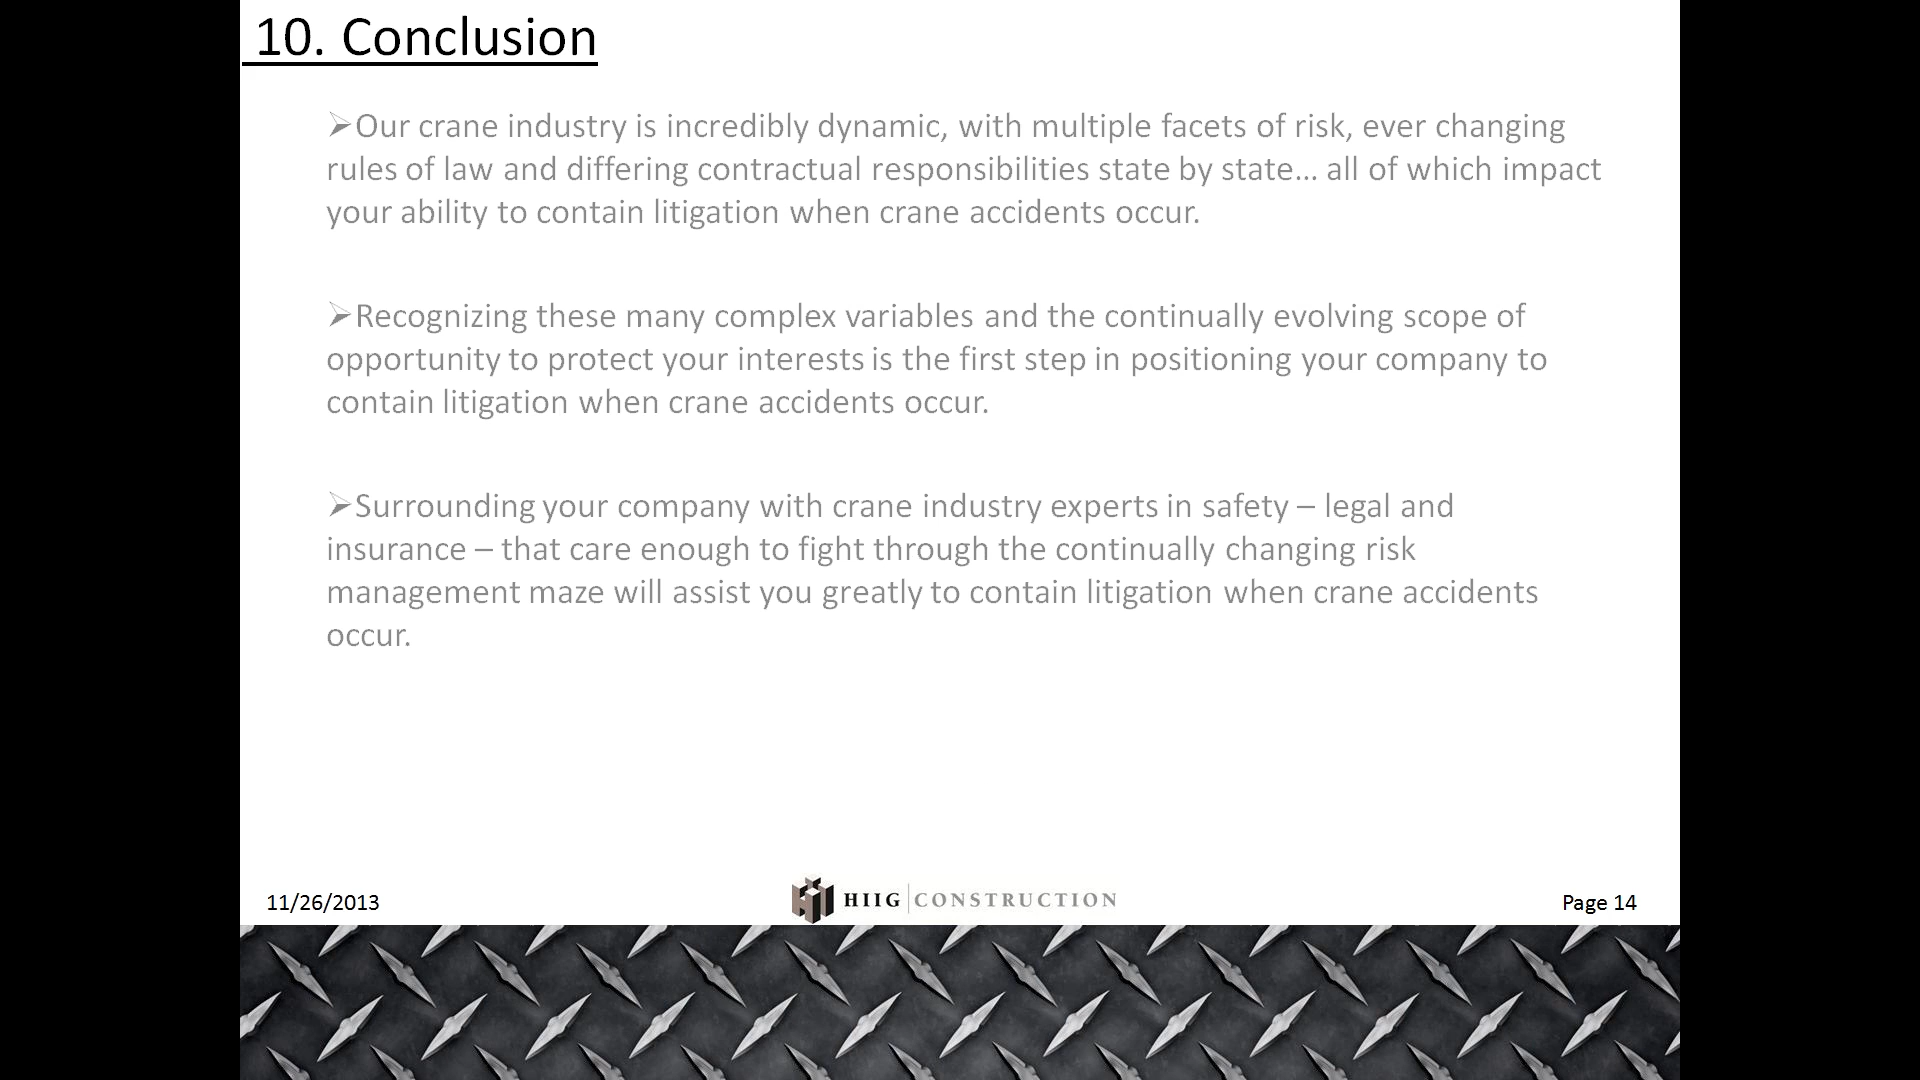 10. Conclusion
➢Our crane industry is incredibly dynamic, with multiple facets of risk, ever changing
rules of law and differing contractual responsibilities state by state… all of which impact
your ability to contain litigation when crane accidents occur.
➢Recognizing these many complex variables and the continually evolving scope of
opportunity to protect your interests is the first step in positioning your company to
contain litigation when crane accidents occur.
➢Surrounding your company with crane industry experts in safety – legal and
insurance – that care enough to fight through the continually changing risk
management maze will assist you greatly to contain litigation when crane accidents
occur.
11/26/2013
HIIG CONSTRUCTION
Page 14